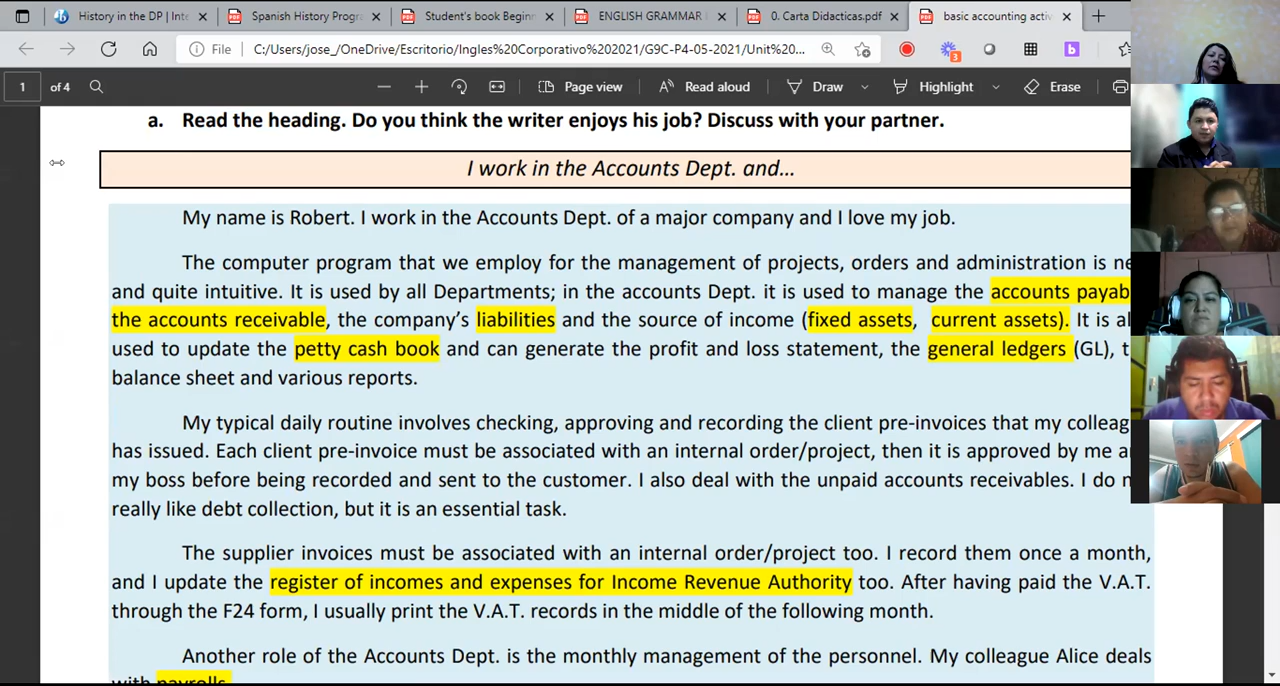 History in the DP | Inte
Spanish History Progr
Student's book Beginn
ENGLISH GRAMMAR
0. Carta Didacticas.pdf
basic accounting activ
File
C:/Users/jose_/OneDrive/Escritorio/Ingles%20Corporativo%202021/G9C-P4-05-2021/Unit%20...
3
b
1 of 4
Page view
Read aloud
Draw
Highlight
Erase
a. Read the heading. Do you think the writer enjoys his job? Discuss with your partner.
I work in the Accounts Dept. and...
My name is Robert. I work in the Accounts Dept. of a major company and I love my job.
The computer program that we employ for the management of projects, orders and administration is ne
and quite intuitive. It is used by all Departments; in the accounts Dept. it is used to manage the accounts payab
the accounts receivable, the company's liabilities and the source of income (fixed assets, current assets). It is al
used to update the petty cash book and can generate the profit and loss statement, the general ledgers (GL), t
balance sheet and various reports.
My typical daily routine involves checking, approving and recording the client pre-invoices that my colleag
has issued. Each client pre-invoice must be associated with an internal order/project, then it is approved by me a
my boss before being recorded and sent to the customer. I also deal with the unpaid accounts receivables. I do n
really like debt collection, but it is an essential task.
The supplier invoices must be associated with an internal order/project too. I record them once a month,
and I update the register of incomes and expenses for Income Revenue Authority too. After having paid the V.A.T.
through the F24 form, I usually print the V.A.T. records in the middle of the following month.
Another role of the Accounts Dept. is the monthly management of the personnel. My colleague Alice deals
with payrolls.